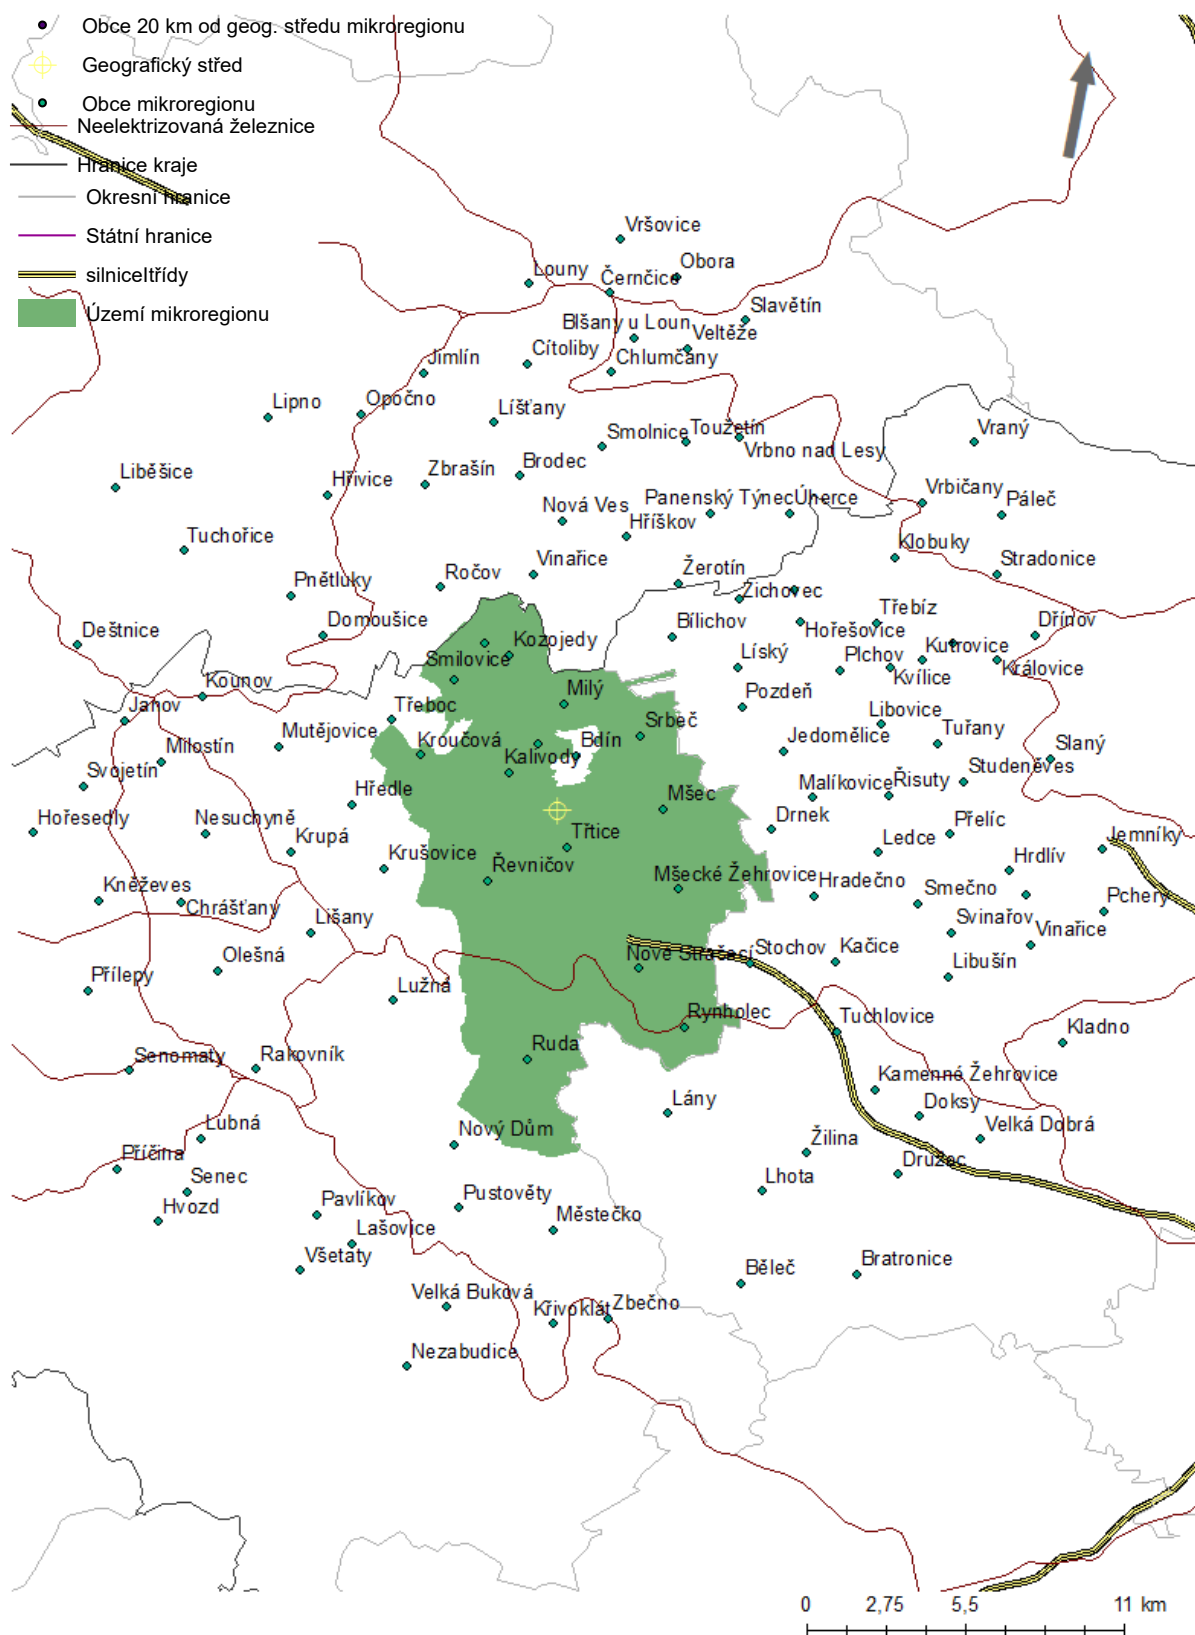 Obce 20 km od geog. středu mikroregionu
Geografický střed
Obce mikroregionu
Neelektrizovaná železnice
Hranice kraje
Okresní hranice
Státní hranice
silniceItřídy
Území mikroregionu
Vršovice
Obora
Louny
Černčice
Slavětín
Blšany u Loun
Veltěže
Cítoliby
Chlumčany
Jimlín
Lipno
Opočno
Líšťany
Smolnice
Toužetín
Vraný
Vrbno nad Lesy
Liběšice
Hřivice
Zbrašín
Brodec
Nová Ves
Panenský Týnec
Úherce
Vrbičany
Páleč
Hříškov
Tuchořice
Klobuky
Stradonice
Pnětluky
Ročov
Vinařice
Žerotín
Zichovec
Třebíz
Deštnice
Domoušice
Kozojedy
Bílichov
Hořešovice
Dřínov
Smilovice
Líský
Plchov
Kutrovice
Kvílice
Královice
Kounov
Milý
Pozdeň
Janov
Třeboc
Srbeč
Libovice
Mutějovice
Kroučová
Bdín
Jedomělice
Tuřany
Slaný
Milostín
Kalivody
Svojetín
Malíkovice
Řisuty
Studeněves
Hředle
Mšec
Hořesedly
Nesuchyně
Drnek
Přelíc
Třtice
Krupá
Ledce
Jemníky
Krušovice
Řevničov
Hrdlív
Mšecké Žehrovice
Hradečno
Kněževes
Smečno
Chrášťany
Pchery
Lišany
Svinařov
Vinařice
Nové Strašecí
Stochov
Kačice
Olešná
Libušín
Přílepy
Lužná
Rynholec
Tuchlovice
Kladno
Senomaty
Rakovník
Ruda
Kamenné Žehrovice
Lány
Doksy
Lubná
Nový Dům
Velká Dobrá
Žilina
Příčina
Družec
Senec
Lhota
Hvozd
Pavlíkov
Pustověty
Městečko
Lašovice
Všetaty
Běleč
Bratronice
Velká Buková
Křivoklát
Zbečno
Nezabudice
0 2,75 5,5 11 km